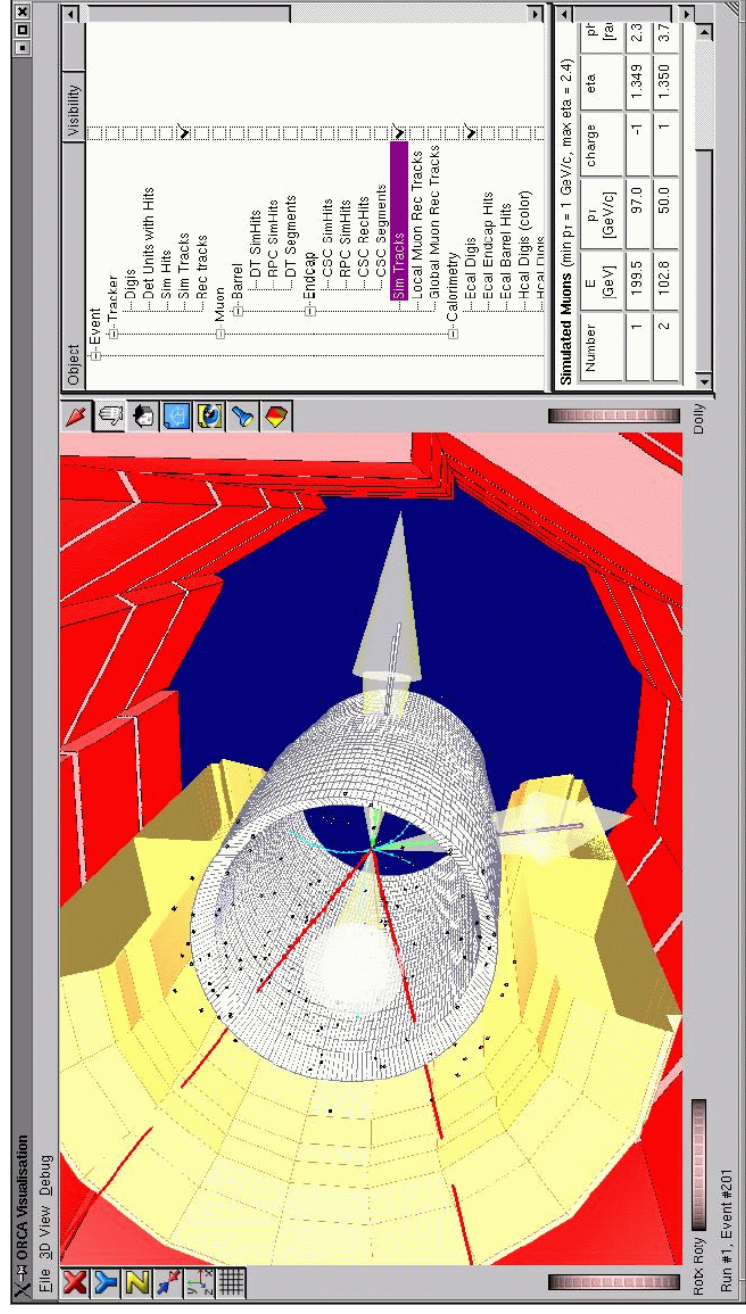 ORCA Visualisation
File 3D View Debug
Object Visibility
Event
Tracker
Digis
Det Units with Hits
Sim Hits
Sim Tracks
Rec tracks
Muon
Barrel
DT SimHits
RPC SimHits
DT Segments
Endcap
CSC SimHits
RPC SimHits
CSC RecHits
CSC Segments
Sim Tracks
Local Muon Rec Tracks
Global Muon Rec Tracks
Calorimetry
Ecal Digis
Ecal Endcap Hits
Ecal Barrel Hits
Hcal Digis (color)
Hcal Digis
Simulated Muons (min pT = 1 GeV/c, max eta = 2.4)
Number E [GeV] pT [GeV/c] charge eta
1 199.5 97.0 -1 1.349 2.3
2 102.8 50.0 1 1.350 3.7
X
Y
Z
Rotx Roty Dolly
Run #1, Event #201